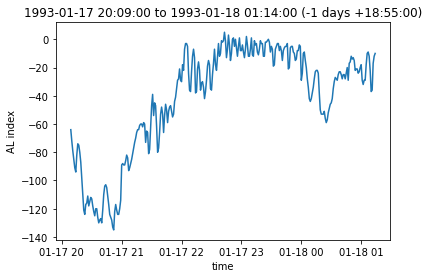 1993-01-17 20:09:00 to 1993-01-18 01:14:00 (-1 days +18:55:00)
0
−20
−40
−60
−80
−100
−120
−140
AL index
01-17 20 01-17 21 01-17 22 01-17 23 01-18 00 01-18 01
time